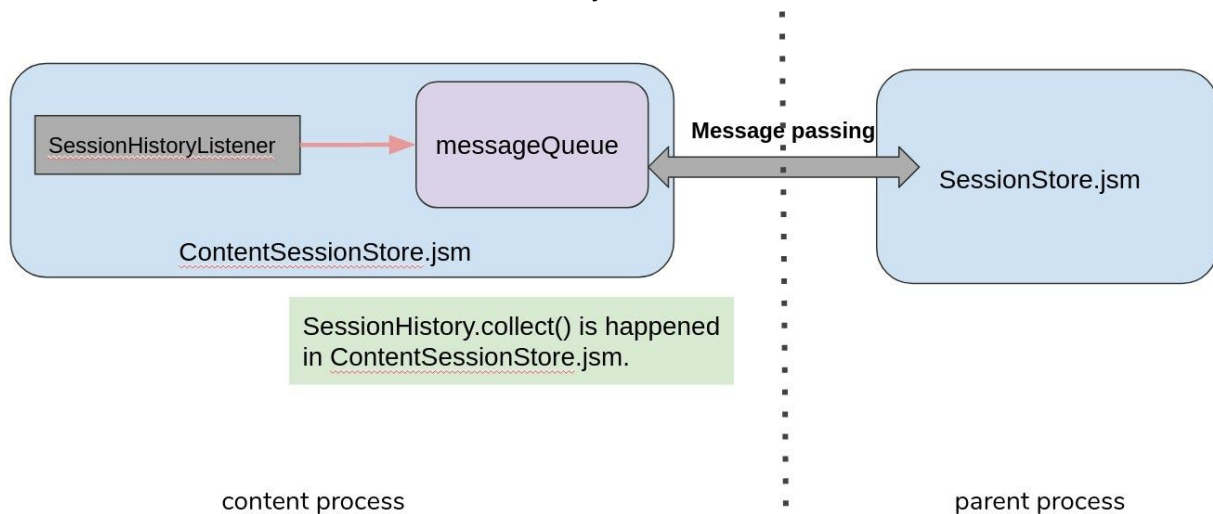 Message passing
SessionHistoryListener
messageQueue
SessionStore.jsm
ContentSessionStore.jsm
SessionHistory.collect() is happened
in ContentSessionStore.jsm.
content process
parent process